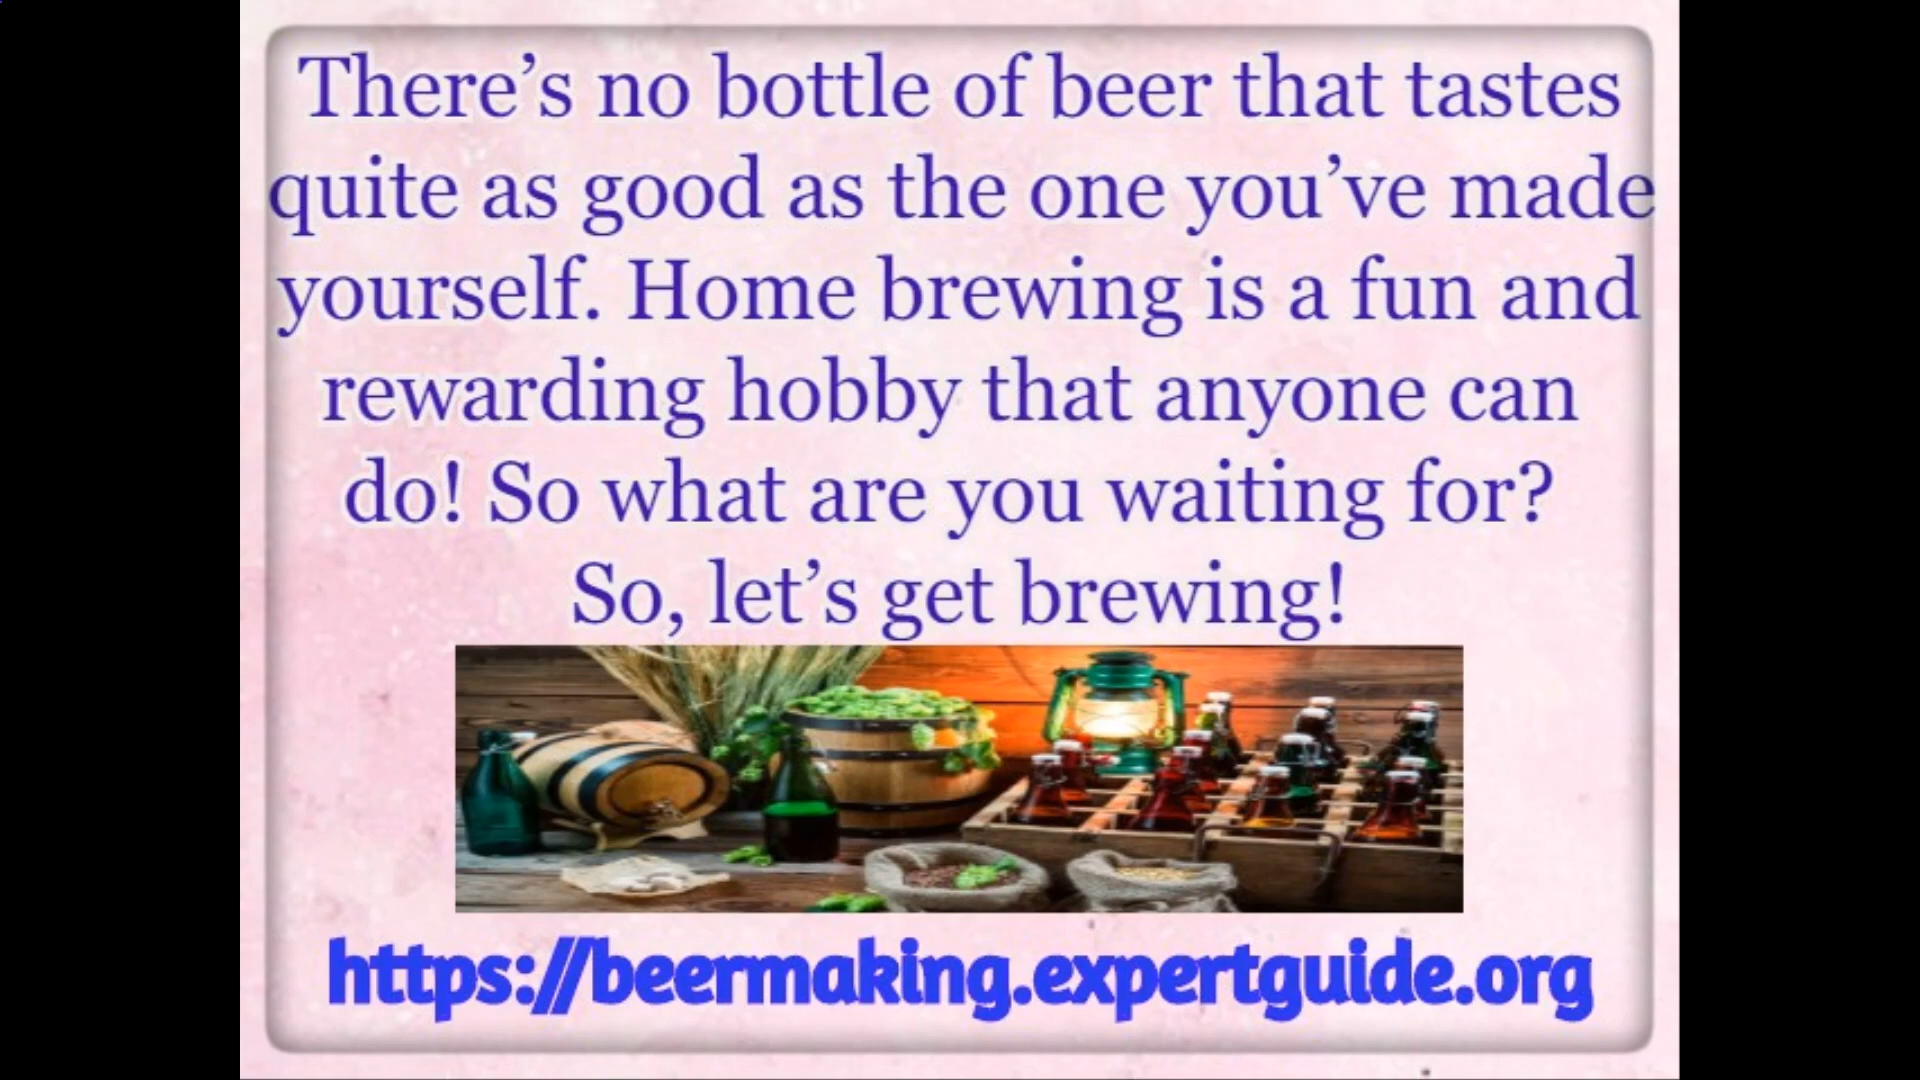 There’s no bottle of beer that tastes
quite as good as the one you’ve made
yourself. Home brewing is a fun and
rewarding hobby that anyone can
do! So what are you waiting for?
So, let’s get brewing!
https://beermaking.expertguide.org